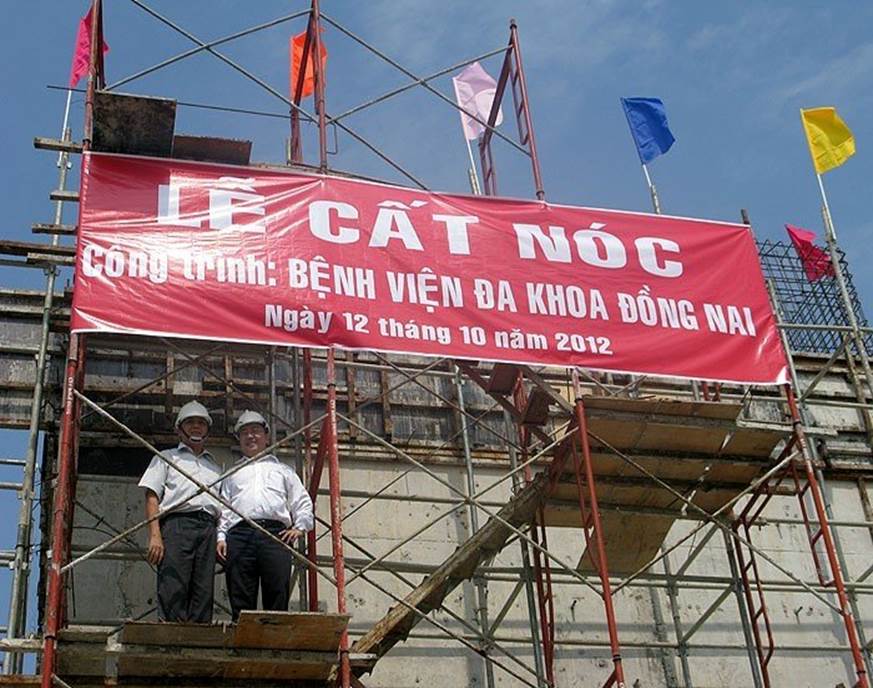 LỄ CẤT NÓC
Công trình: BỆNH VIỆN ĐA KHOA ĐỒNG NAI
Ngày 12 tháng 10 năm 2012